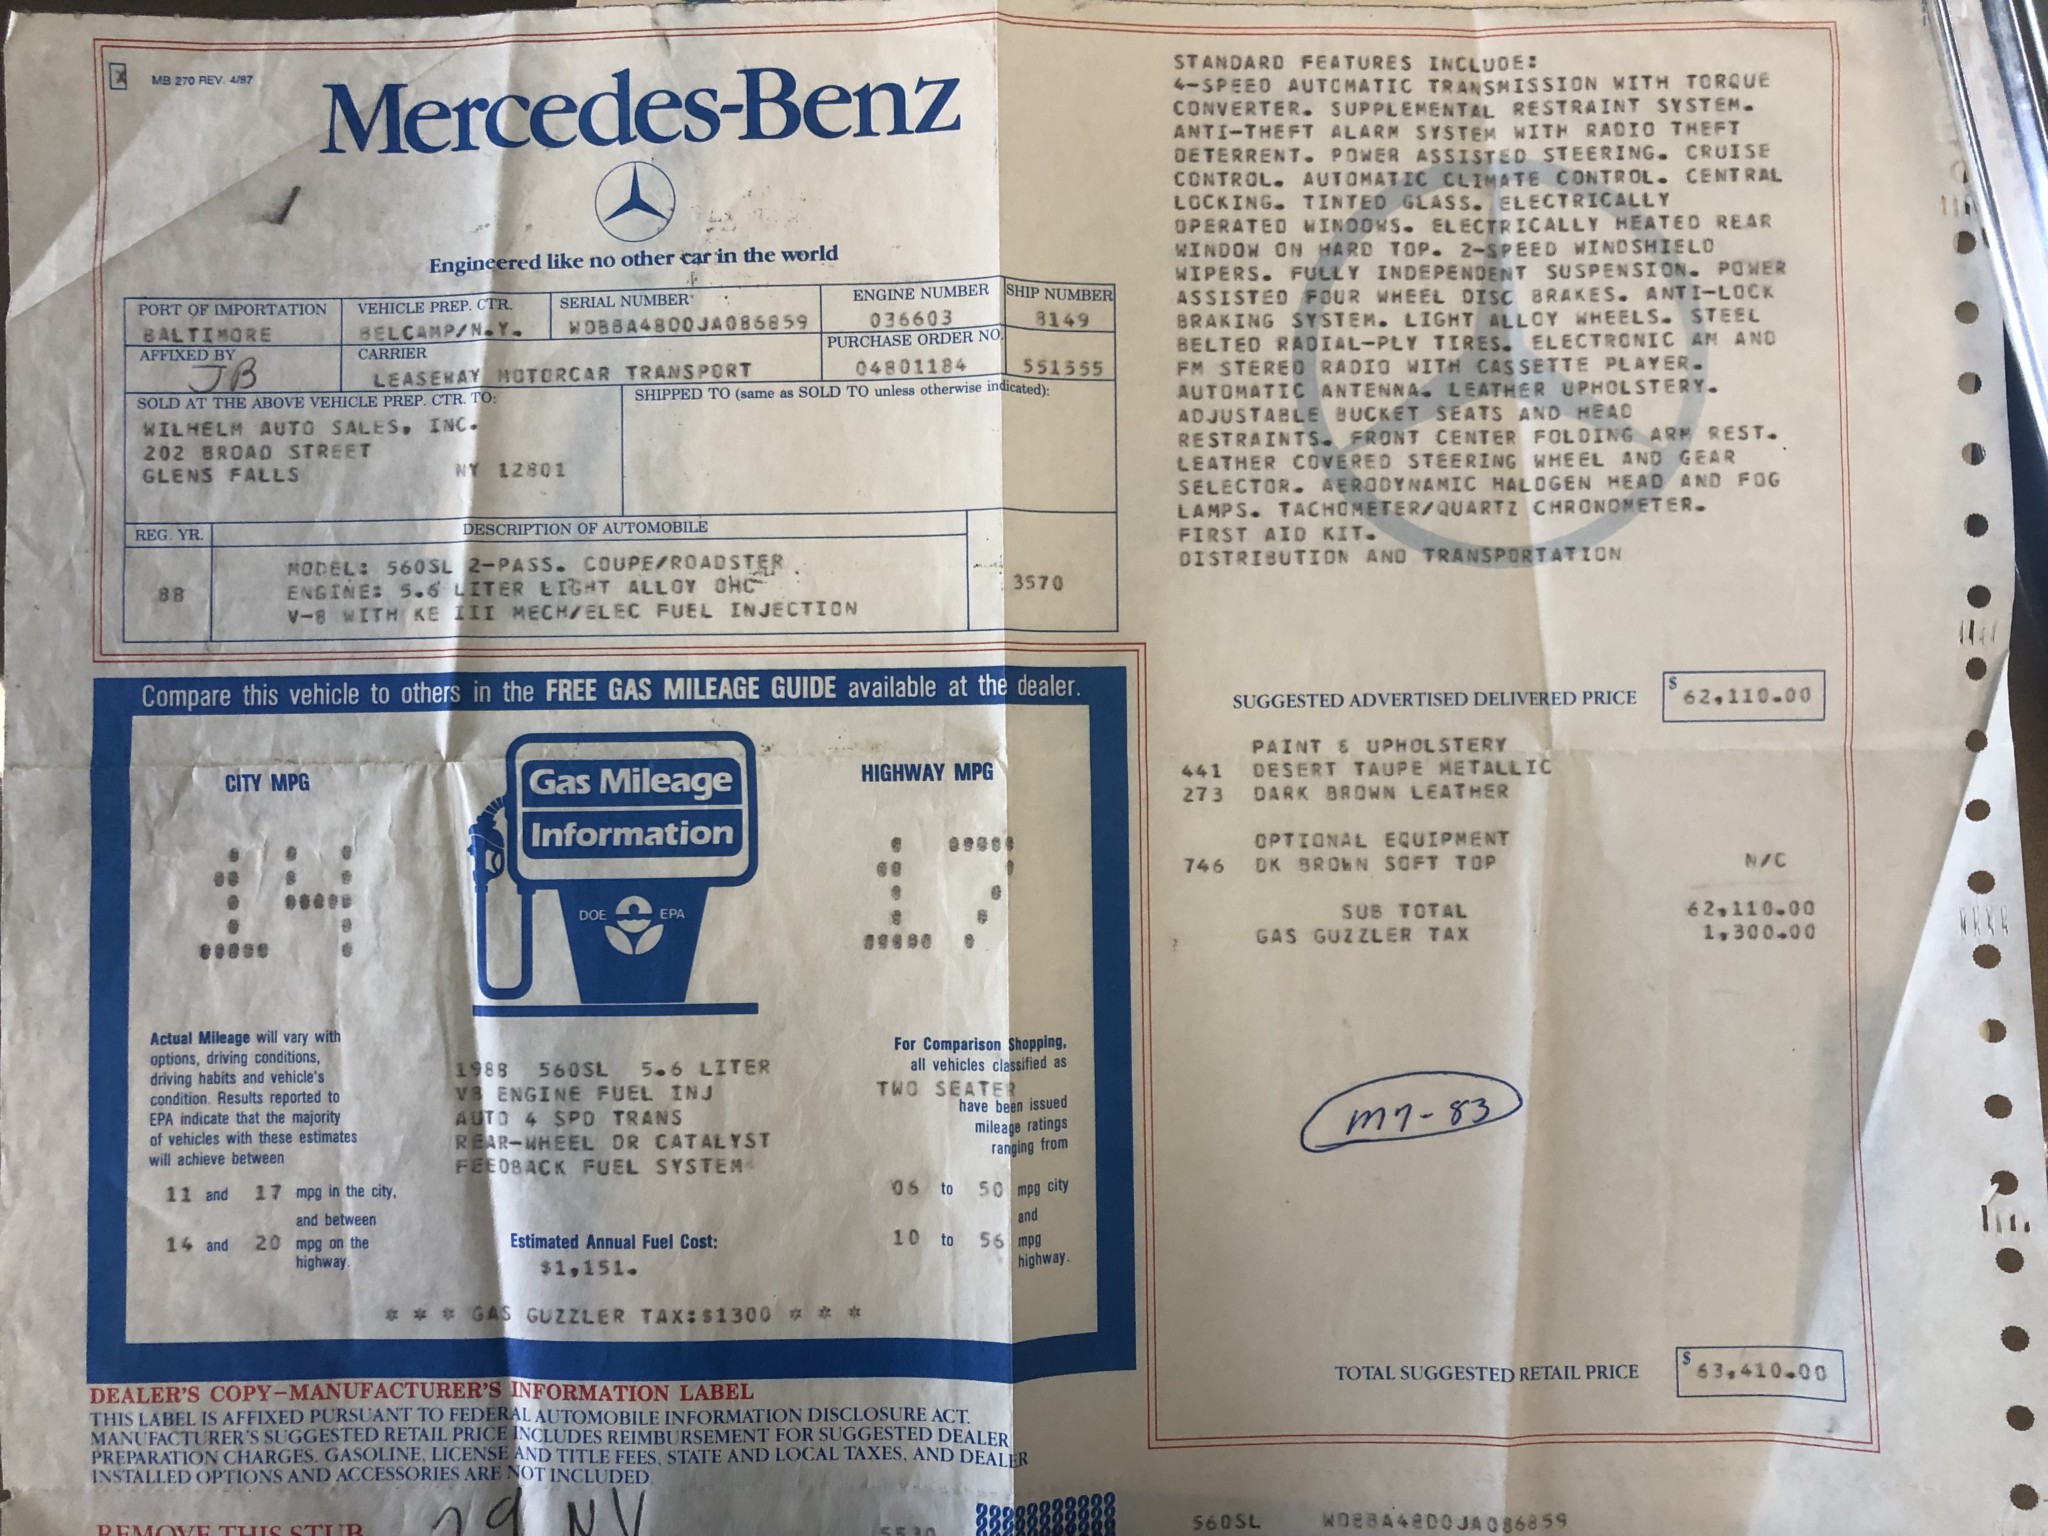 X
MB 270 REV. 4/87
Mercedes-Benz
Engineered like no other car in the world
PORT OF IMPORTATION
BALTIMORE
VEHICLE PREP. CTR.
BELCAMP/N.Y.
SERIAL NUMBER
WDBBA48D0JA086859
ENGINE NUMBER
036603
SHIP NUMBER
8149
AFFIXED BY
JB
CARRIER
LEASEWAY MOTORCAR TRANSPORT
PURCHASE ORDER NO.
04801184
551555
SOLD AT THE ABOVE VEHICLE PREP. CTR. TO:
WILHELM AUTO SALES, INC.
202 BROAD STREET
GLENS FALLS NY 12801
SHIPPED TO (same as SOLD TO unless otherwise indicated):
REG. YR.
88
DESCRIPTION OF AUTOMOBILE
MODEL: 560SL 2-PASS. COUPE/ROADSTER
ENGINE: 5.6 LITER LIGHT ALLOY OHC
V-8 WITH KE III MECH/ELEC FUEL INJECTION
3570
Compare this vehicle to others in the FREE GAS MILEAGE GUIDE available at the dealer.
CITY MPG
14
Gas Mileage
Information
DOE EPA
HIGHWAY MPG
17
Actual Mileage will vary with
options, driving conditions,
driving habits and vehicle's
condition. Results reported to
EPA indicate that the majority
of vehicles with these estimates
will achieve between
11 and 17 mpg in the city,
and between
14 and 20 mpg on the
highway.
1988 560SL 5.6 LITER
V8 ENGINE FUEL INJ
AUTO 4 SPD TRANS
REAR-WHEEL DR CATALYST
FEEDBACK FUEL SYSTEM
Estimated Annual Fuel Cost:
$1,151.
For Comparison Shopping,
all vehicles classified as
TWO SEATER
have been issued
mileage ratings
ranging from
06 to 50 mpg city
and
10 to 56 mpg
highway.
* * * GAS GUZZLER TAX:$1300 * * *
DEALER'S COPY–MANUFACTURER'S INFORMATION LABEL
THIS LABEL IS AFFIXED PURSUANT TO FEDERAL AUTOMOBILE INFORMATION DISCLOSURE ACT.
MANUFACTURER'S SUGGESTED RETAIL PRICE INCLUDES REIMBURSEMENT FOR SUGGESTED DEALER
PREPARATION CHARGES. GASOLINE, LICENSE AND TITLE FEES, STATE AND LOCAL TAXES, AND DEALER
INSTALLED OPTIONS AND ACCESSORIES ARE NOT INCLUDED.
REMOVE THIS STUB
29 NV
5530
STANDARD FEATURES INCLUDE:
4-SPEED AUTOMATIC TRANSMISSION WITH TORQUE
CONVERTER. SUPPLEMENTAL RESTRAINT SYSTEM.
ANTI-THEFT ALARM SYSTEM WITH RADIO THEFT
DETERRENT. POWER ASSISTED STEERING. CRUISE
CONTROL. AUTOMATIC CLIMATE CONTROL. CENTRAL
LOCKING. TINTED GLASS. ELECTRICALLY
OPERATED WINDOWS. ELECTRICALLY HEATED REAR
WINDOW ON HARD TOP. 2-SPEED WINDSHIELD
WIPERS. FULLY INDEPENDENT SUSPENSION. POWER
ASSISTED FOUR WHEEL DISC BRAKES. ANTI-LOCK
BRAKING SYSTEM. LIGHT ALLOY WHEELS. STEEL
BELTED RADIAL-PLY TIRES. ELECTRONIC AM AND
FM STEREO RADIO WITH CASSETTE PLAYER.
AUTOMATIC ANTENNA. LEATHER UPHOLSTERY.
ADJUSTABLE BUCKET SEATS AND HEAD
RESTRAINTS. FRONT CENTER FOLDING ARM REST.
LEATHER COVERED STEERING WHEEL AND GEAR
SELECTOR. AERODYNAMIC HALOGEN HEAD AND FOG
LAMPS. TACHOMETER/QUARTZ CHRONOMETER.
FIRST AID KIT.
DISTRIBUTION AND TRANSPORTATION
SUGGESTED ADVERTISED DELIVERED PRICE $ 62,110.00
PAINT & UPHOLSTERY
441 DESERT TAUPE METALLIC
273 DARK BROWN LEATHER
OPTIONAL EQUIPMENT
746 DK BROWN SOFT TOP N/C
SUB TOTAL 62,110.00
GAS GUZZLER TAX 1,300.00
M7-83
TOTAL SUGGESTED RETAIL PRICE $ 63,410.00
560SL WDBBA48D0JA086859